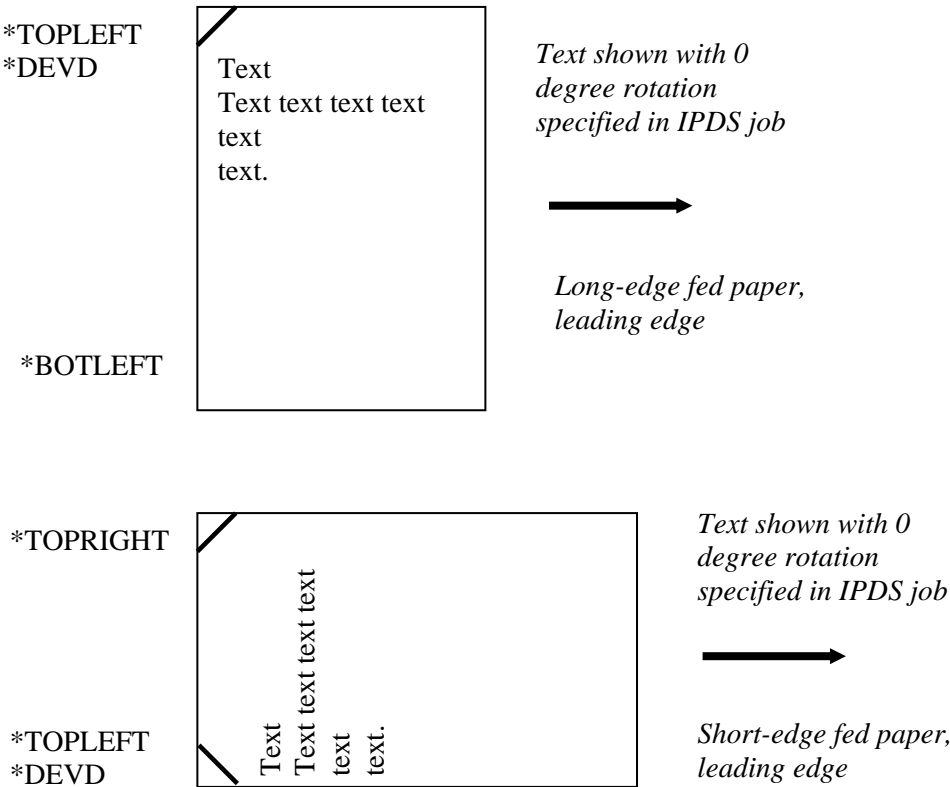 *TOPLEFT
*DEVD
Text
Text text text text
text
text.
Text shown with 0
degree rotation
specified in IPDS job
Long-edge fed paper,
leading edge
*BOTLEFT
*TOPRIGHT
Text
Text text text text
text
text.
*TOPLEFT
*DEVD
Text shown with 0
degree rotation
specified in IPDS job
Short-edge fed paper,
leading edge